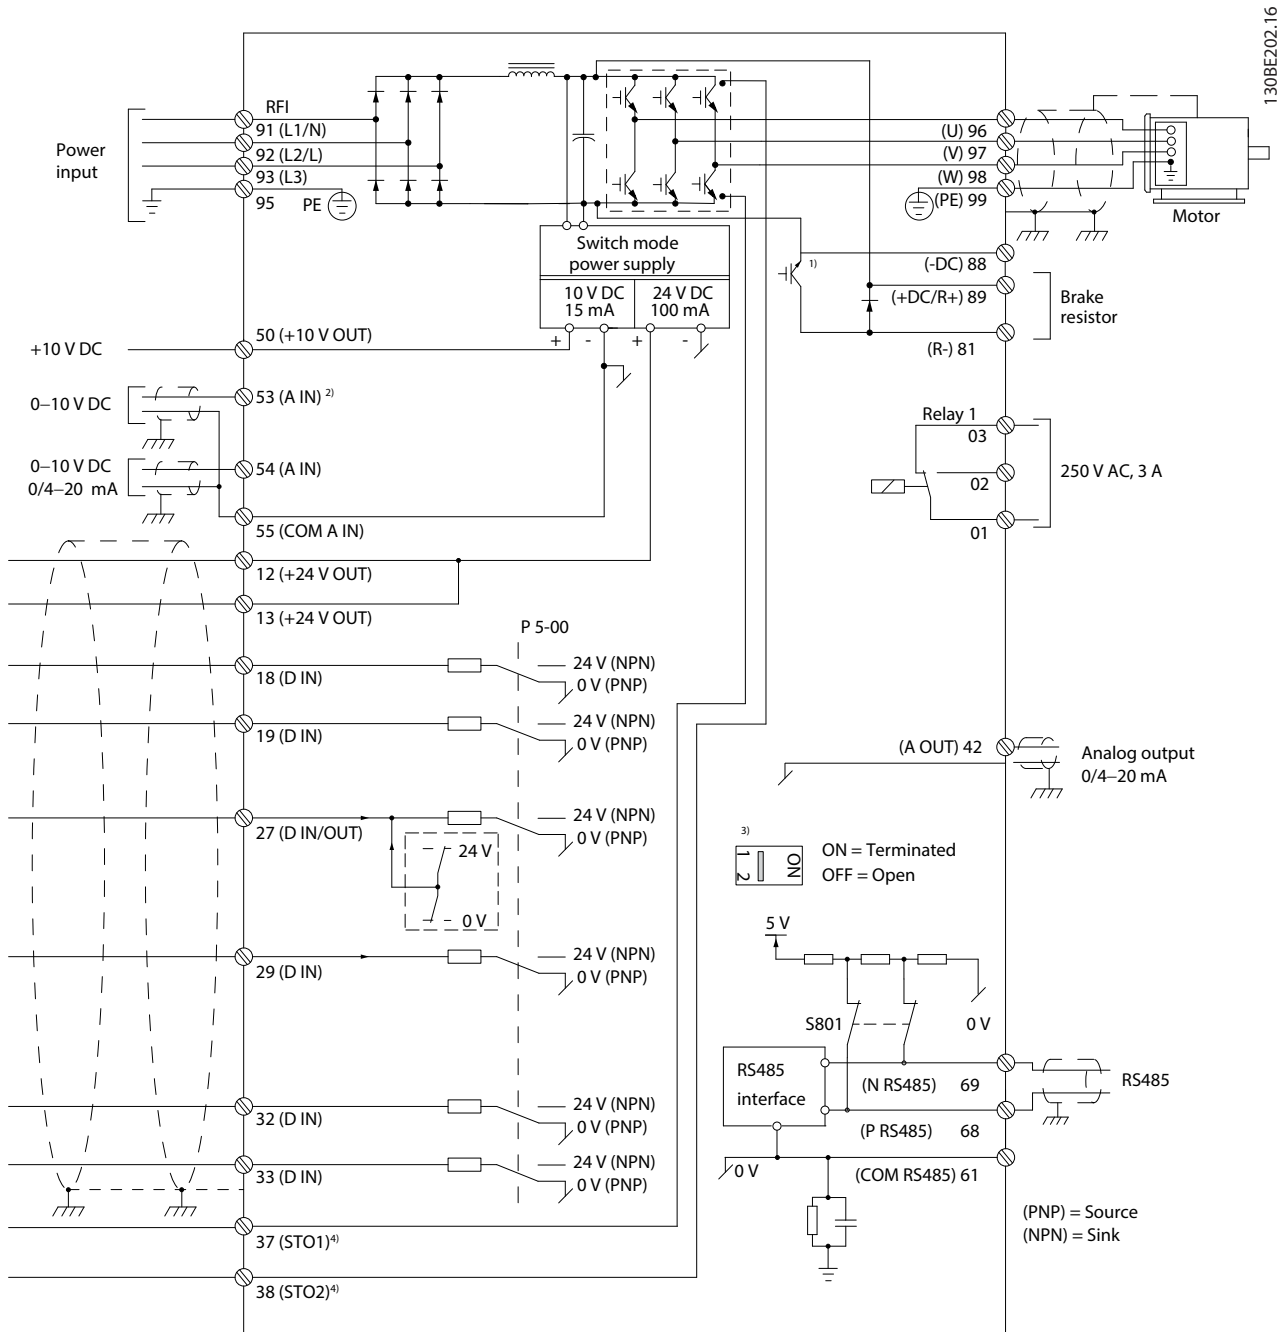 130BE202.16
Power
input
RFI
91 (L1/N)
92 (L2/L)
93 (L3)
95
PE
(U) 96
(V) 97
(W) 98
(PE) 99
Motor
Switch mode
power supply
10 V DC
15 mA
24 V DC
100 mA
+
-
+
-
1)
(-DC) 88
(+DC/R+) 89
(R-) 81
Brake
resistor
+10 V DC
50 (+10 V OUT)
0–10 V DC
53 (A IN) 2)
0–10 V DC
0/4–20 mA
54 (A IN)
55 (COM A IN)
12 (+24 V OUT)
13 (+24 V OUT)
Relay 1
03
02
01
250 V AC, 3 A
P 5-00
18 (D IN)
24 V (NPN)
0 V (PNP)
19 (D IN)
24 V (NPN)
0 V (PNP)
27 (D IN/OUT)
24 V (NPN)
0 V (PNP)
24 V
0 V
29 (D IN)
24 V (NPN)
0 V (PNP)
32 (D IN)
24 V (NPN)
0 V (PNP)
33 (D IN)
24 V (NPN)
0 V (PNP)
37 (STO1)4)
38 (STO2)4)
(A OUT) 42
Analog output
0/4–20 mA
3)
1
2
ON
ON = Terminated
OFF = Open
5 V
S801
0 V
RS485
interface
(N RS485) 69
RS485
(P RS485) 68
0 V
(COM RS485) 61
(PNP) = Source
(NPN) = Sink